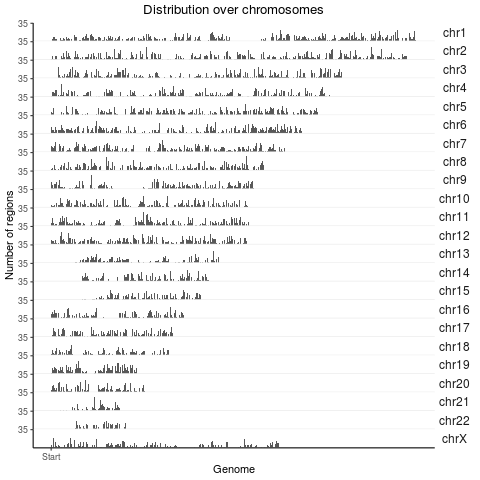 Distribution over chromosomes
35
chr1
35
chr2
35
chr3
35
chr4
35
chr5
35
chr6
35
chr7
35
chr8
35
chr9
35
chr10
35
chr11
35
chr12
35
chr13
35
chr14
35
chr15
35
chr16
35
chr17
35
chr18
35
chr19
35
chr20
35
chr21
35
chr22
35
chrX
Number of regions
Start
Genome